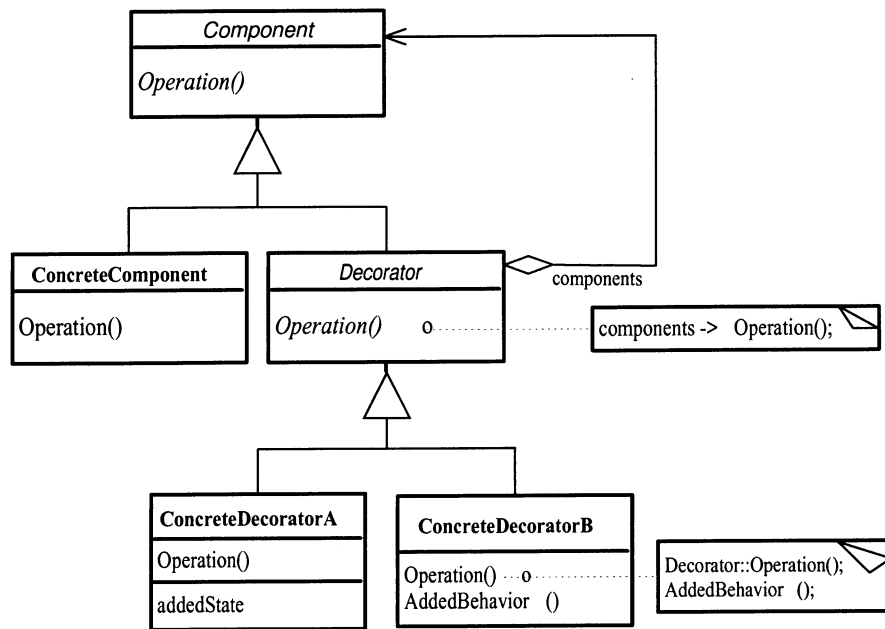 Component
Operation()
ConcreteComponent
Operation()
Decorator
Operation() o
components
components -> Operation();
ConcreteDecoratorA
Operation()
addedState
ConcreteDecoratorB
Operation() o
AddedBehavior ()
Decorator::Operation();
AddedBehavior ();